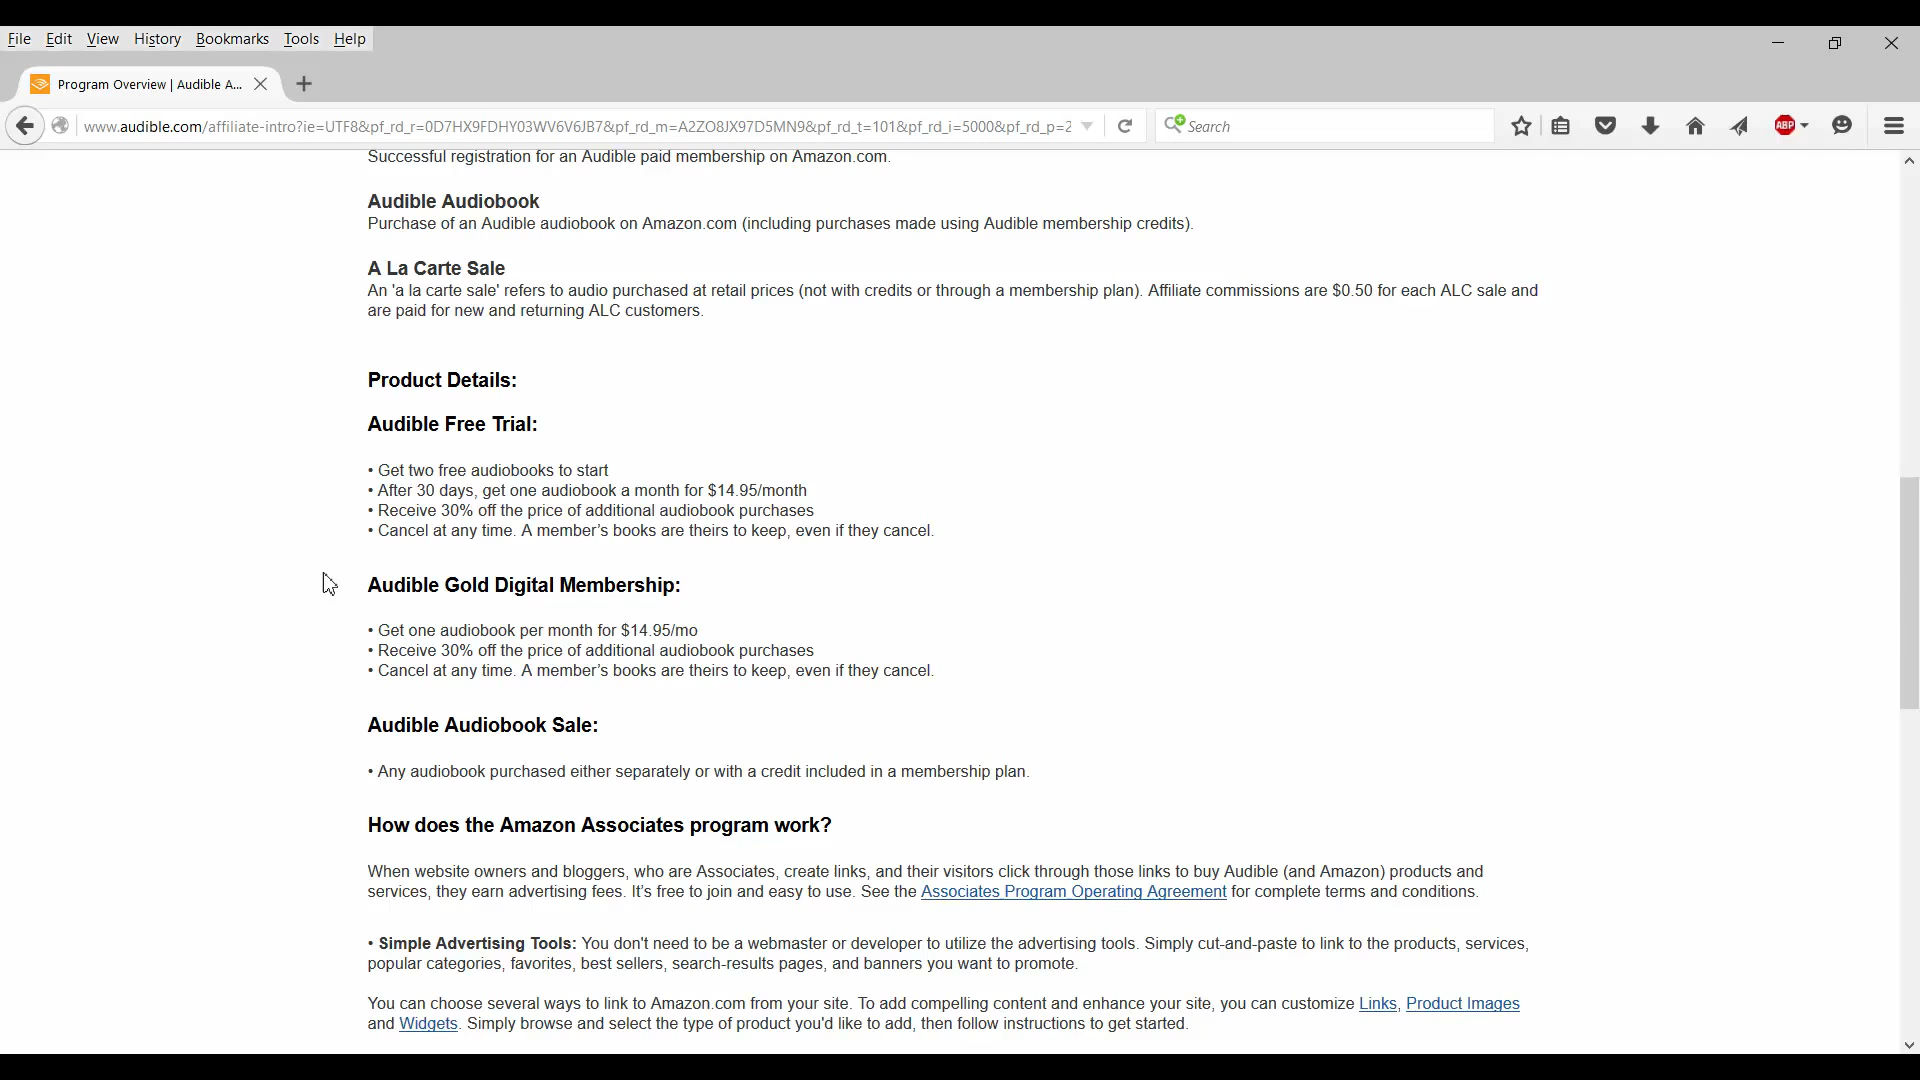 File Edit View History Bookmarks Tools Help
Program Overview | Audible A...
www.audible.com/affiliate-intro?ie=UTF8&pf_rd_r=0D7HX9FDHY03WV6V6JB7&pf_rd_m=A2ZO8JX97D5MN9&pf_rd_t=101&pf_rd_i=5000&pf_rd_p=2
Search
ABP
Successful registration for an Audible paid membership on Amazon.com.
Audible Audiobook
Purchase of an Audible audiobook on Amazon.com (including purchases made using Audible membership credits).
A La Carte Sale
An 'a la carte sale' refers to audio purchased at retail prices (not with credits or through a membership plan). Affiliate commissions are $0.50 for each ALC sale and
are paid for new and returning ALC customers.
Product Details:
Audible Free Trial:
• Get two free audiobooks to start
• After 30 days, get one audiobook a month for $14.95/month
• Receive 30% off the price of additional audiobook purchases
• Cancel at any time. A member’s books are theirs to keep, even if they cancel.
Audible Gold Digital Membership:
• Get one audiobook per month for $14.95/mo
• Receive 30% off the price of additional audiobook purchases
• Cancel at any time. A member’s books are theirs to keep, even if they cancel.
Audible Audiobook Sale:
• Any audiobook purchased either separately or with a credit included in a membership plan.
How does the Amazon Associates program work?
When website owners and bloggers, who are Associates, create links, and their visitors click through those links to buy Audible (and Amazon) products and
services, they earn advertising fees. It’s free to join and easy to use. See the Associates Program Operating Agreement for complete terms and conditions.
• Simple Advertising Tools: You don't need to be a webmaster or developer to utilize the advertising tools. Simply cut-and-paste to link to the products, services,
popular categories, favorites, best sellers, search-results pages, and banners you want to promote.
You can choose several ways to link to Amazon.com from your site. To add compelling content and enhance your site, you can customize Links, Product Images
and Widgets. Simply browse and select the type of product you'd like to add, then follow instructions to get started.